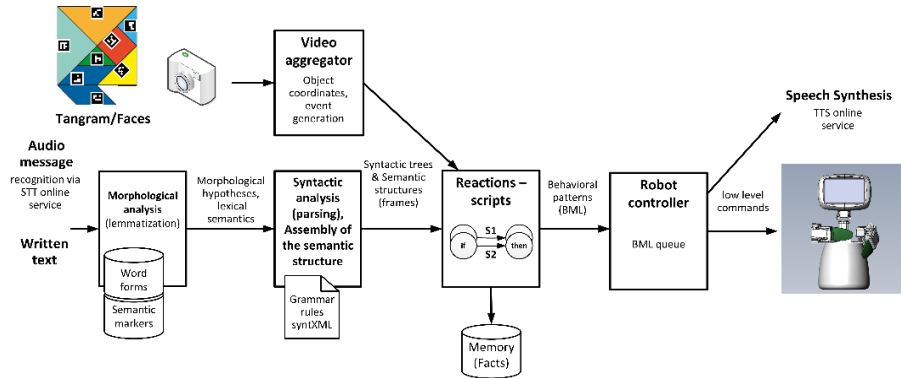 Tangram/Faces
Video
aggregator
Object
coordinates,
event
generation
Speech Synthesis
TTS online
service
Audio
message
recognition via
STT online
service
Written
text
Morphological
analysis
(lemmatization)
Word
forms
Semantic
markers
Morphological
hypotheses,
lexical
semantics
Syntactic
analysis
(parsing),
Assembly of
the semantic
structure
Grammar
rules
syntXML
Syntactic trees
& Semantic
structures
(frames)
Reactions –
scripts
S1
if
then
S2
Memory
(Facts)
Behavioral
patterns
(BML)
Robot
controller
BML queue
low level
commands